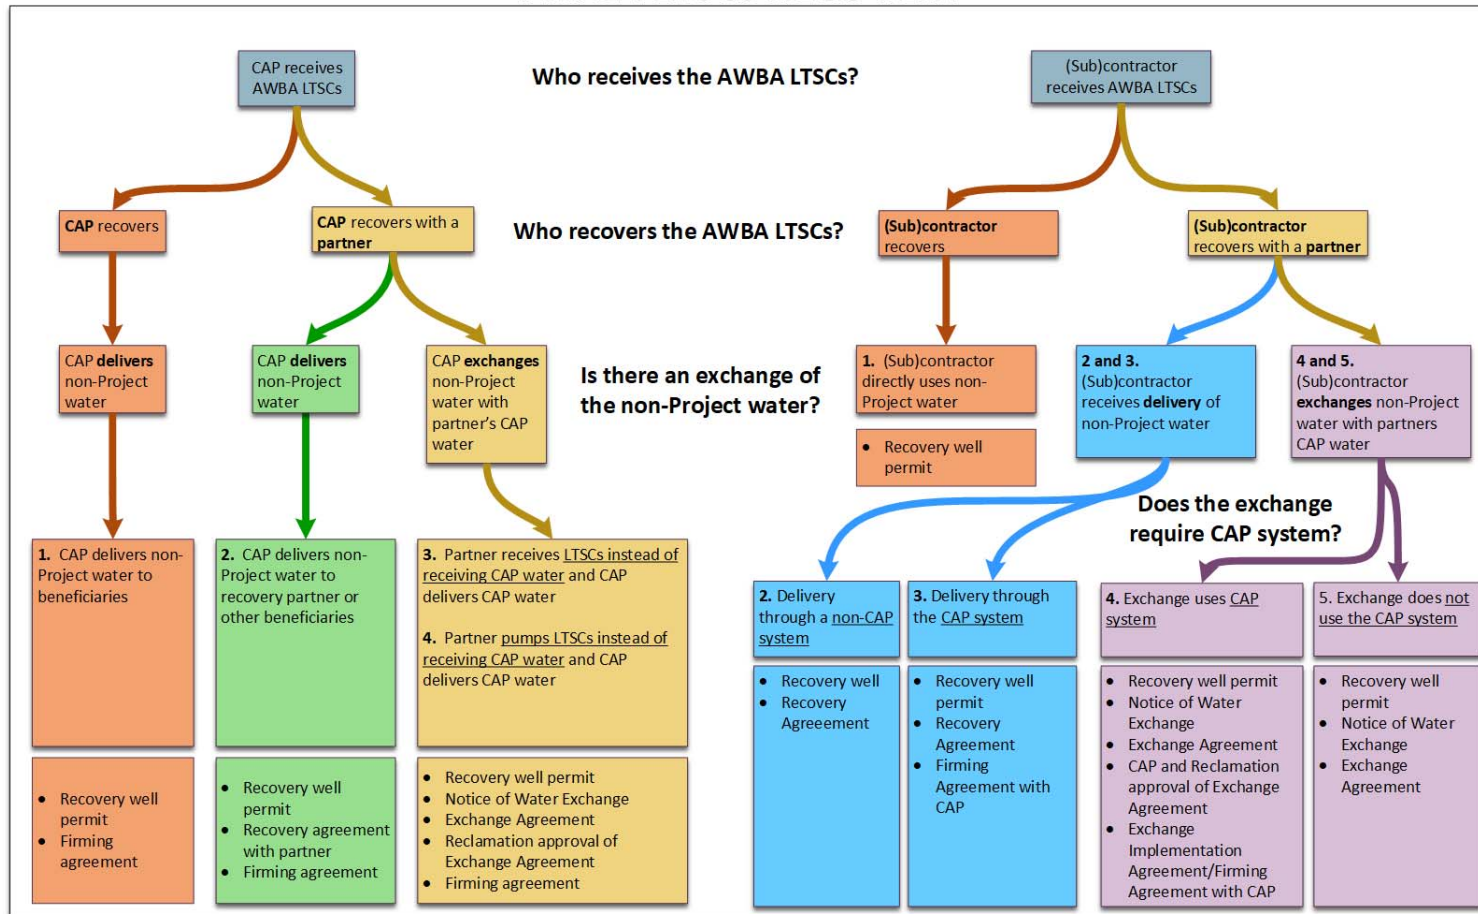 CAP receives
AWBA LTSCs
Who receives the AWBA LTSCs?
(Sub)contractor
receives AWBA LTSCs
CAP recovers
CAP recovers with a
partner
Who recovers the AWBA LTSCs?
(Sub)contractor
recovers
(Sub)contractor
recovers with a partner
CAP delivers
non-Project
water
CAP delivers
non-Project
water
CAP exchanges
non-Project
water with
partner's CAP
water
Is there an exchange of
the non-Project water?
1. (Sub)contractor
directly uses non-
Project water
• Recovery well
permit
2 and 3.
(Sub)contractor
receives delivery of
non-Project water
4 and 5.
(Sub)contractor
exchanges non-Project
water with partners
CAP water
Does the exchange
require CAP system?
1. CAP delivers non-
Project water to
beneficiaries
2. CAP delivers non-
Project water to
recovery partner or
other beneficiaries
3. Partner receives LTSCs instead of
receiving CAP water and CAP
delivers CAP water
4. Partner pumps LTSCs instead of
receiving CAP water and CAP
delivers CAP water
2. Delivery
through a non-CAP
system
3. Delivery through
the CAP system
4. Exchange uses CAP
system
5. Exchange does not
use the CAP system
• Recovery well
permit
• Firming
agreement
• Recovery well
permit
• Recovery agreement
with partner
• Firming agreement
• Recovery well permit
• Notice of Water Exchange
• Exchange Agreement
• Reclamation approval of
Exchange Agreement
• Firming agreement
• Recovery well
• Recovery
Agreeement
• Recovery well
permit
• Recovery
Agreement
• Firming
Agreement with
CAP
• Recovery well permit
• Notice of Water
Exchange
• Exchange Agreement
• CAP and Reclamation
approval of Exchange
Agreement
• Exchange
Implementation
Agreement/Firming
Agreement with CAP
• Recovery well
permit
• Notice of Water
Exchange
• Exchange
Agreement